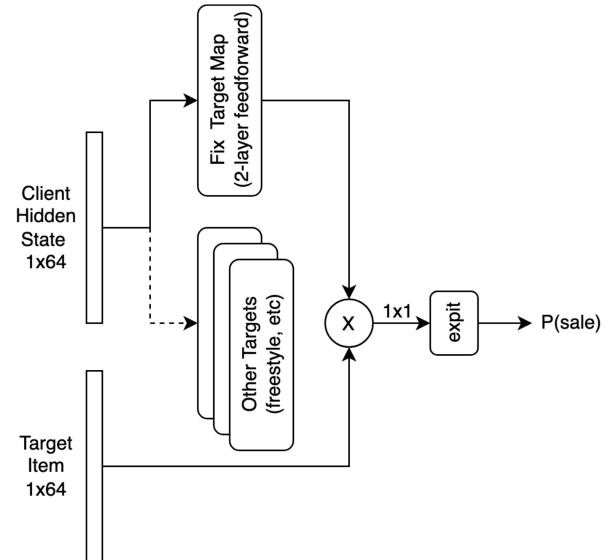 Fix Target Map
(2-layer feedforward)
Client
Hidden
State
1x64
Other Targets
(freestyle, etc)
X
1x1
expit
P(sale)
Target
Item
1x64